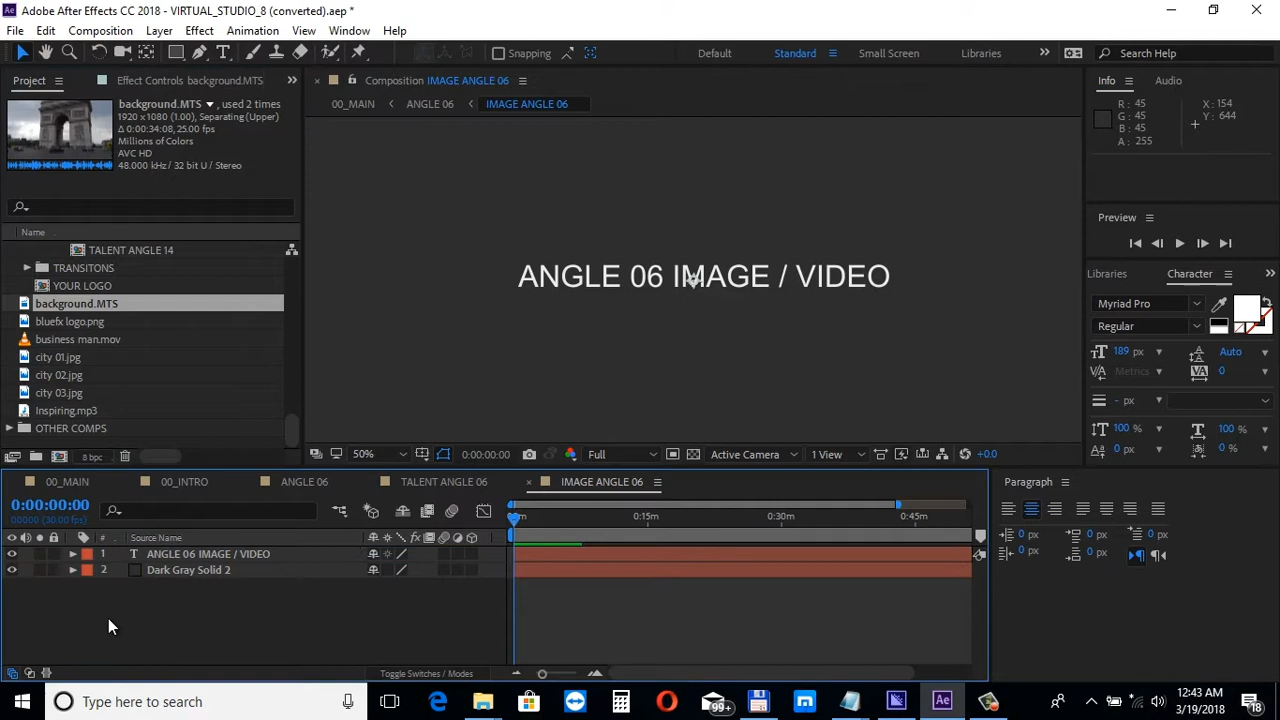 Adobe After Effects CC 2018 - VIRTUAL_STUDIO_8 (converted).aep *
File Edit Composition Layer Effect Animation View Window Help
Snapping Default Standard Small Screen Libraries Search Help
Project Effect Controls background.MTS
Composition IMAGE ANGLE 06
Info Audio
background.MTS , used 2 times
1920 x 1080 (1.00), Separating (Upper)
Δ 0:00:34:08, 25.00 fps
Millions of Colors
AVC HD
48.000 kHz / 32 bit U / Stereo
00_MAIN ANGLE 06 IMAGE ANGLE 06
R: 45
G: 45
B: 45
A: 255
X: 154
Y: 644
Name
TALENT ANGLE 14
TRANSITONS
YOUR LOGO
background.MTS
bluefx logo.png
business man.mov
city 01.jpg
city 02.jpg
city 03.jpg
Inspiring.mp3
OTHER COMPS
8 bpc
ANGLE 06 IMAGE / VIDEO
50% 0:00:00:00 Full Active Camera 1 View +0.0
Preview
Libraries Character
Myriad Pro
Regular
189 px Auto
Metrics 0
- px
100% 100%
0 px 0 %
00_MAIN 00_INTRO ANGLE 06 TALENT ANGLE 06 IMAGE ANGLE 06
0:00:00:00
00000 (30.00 fps)
0:15m 0:30m 0:45m
# Source Name
1 T ANGLE 06 IMAGE / VIDEO
2 Dark Gray Solid 2
Toggle Switches / Modes
Paragraph
0 px 0 px 0 px
0 px 0 px
Type here to search
99+
12:43 AM
3/19/2018
18